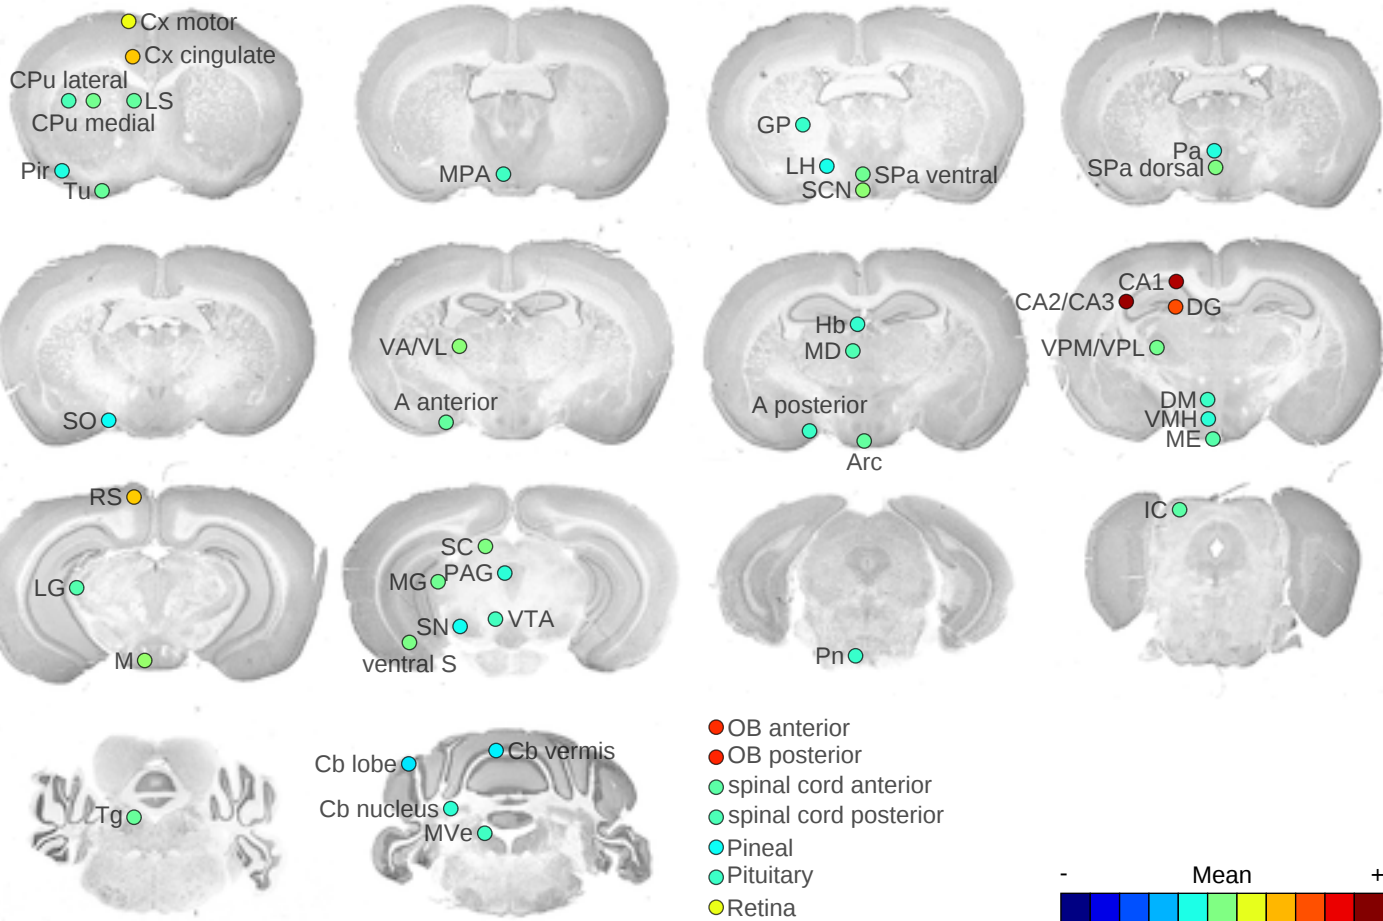 Cx motor
Cx cingulate
CPu lateral
LS
CPu medial
Pir
Tu
MPA
GP
LH
SPa ventral
SCN
Pa
SPa dorsal
SO
VA/VL
A anterior
Hb
MD
A posterior
Arc
CA1
CA2/CA3
DG
VPM/VPL
DM
VMH
ME
RS
LG
M
SC
MG
PAG
SN
VTA
ventral S
Pn
IC
Tg
Cb lobe
Cb vermis
Cb nucleus
MVe
OB anterior
OB posterior
spinal cord anterior
spinal cord posterior
Pineal
Pituitary
Retina
- Mean +